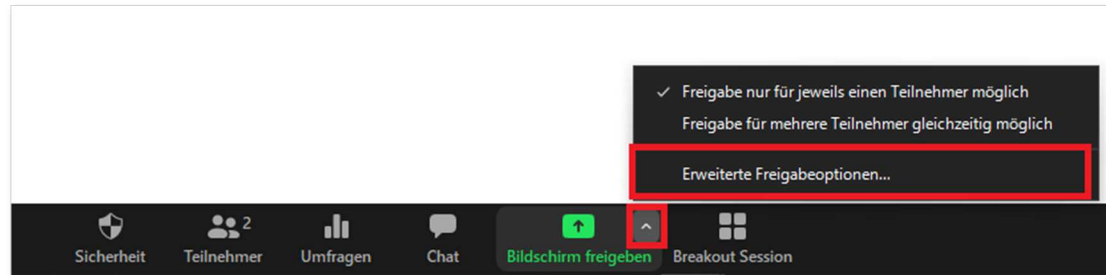 Freigabe nur für jeweils einen Teilnehmer möglich
Freigabe für mehrere Teilnehmer gleichzeitig möglich
Erweiterte Freigabeoptionen...
2
Sicherheit Teilnehmer Umfragen Chat Bildschirm freigeben Breakout Session